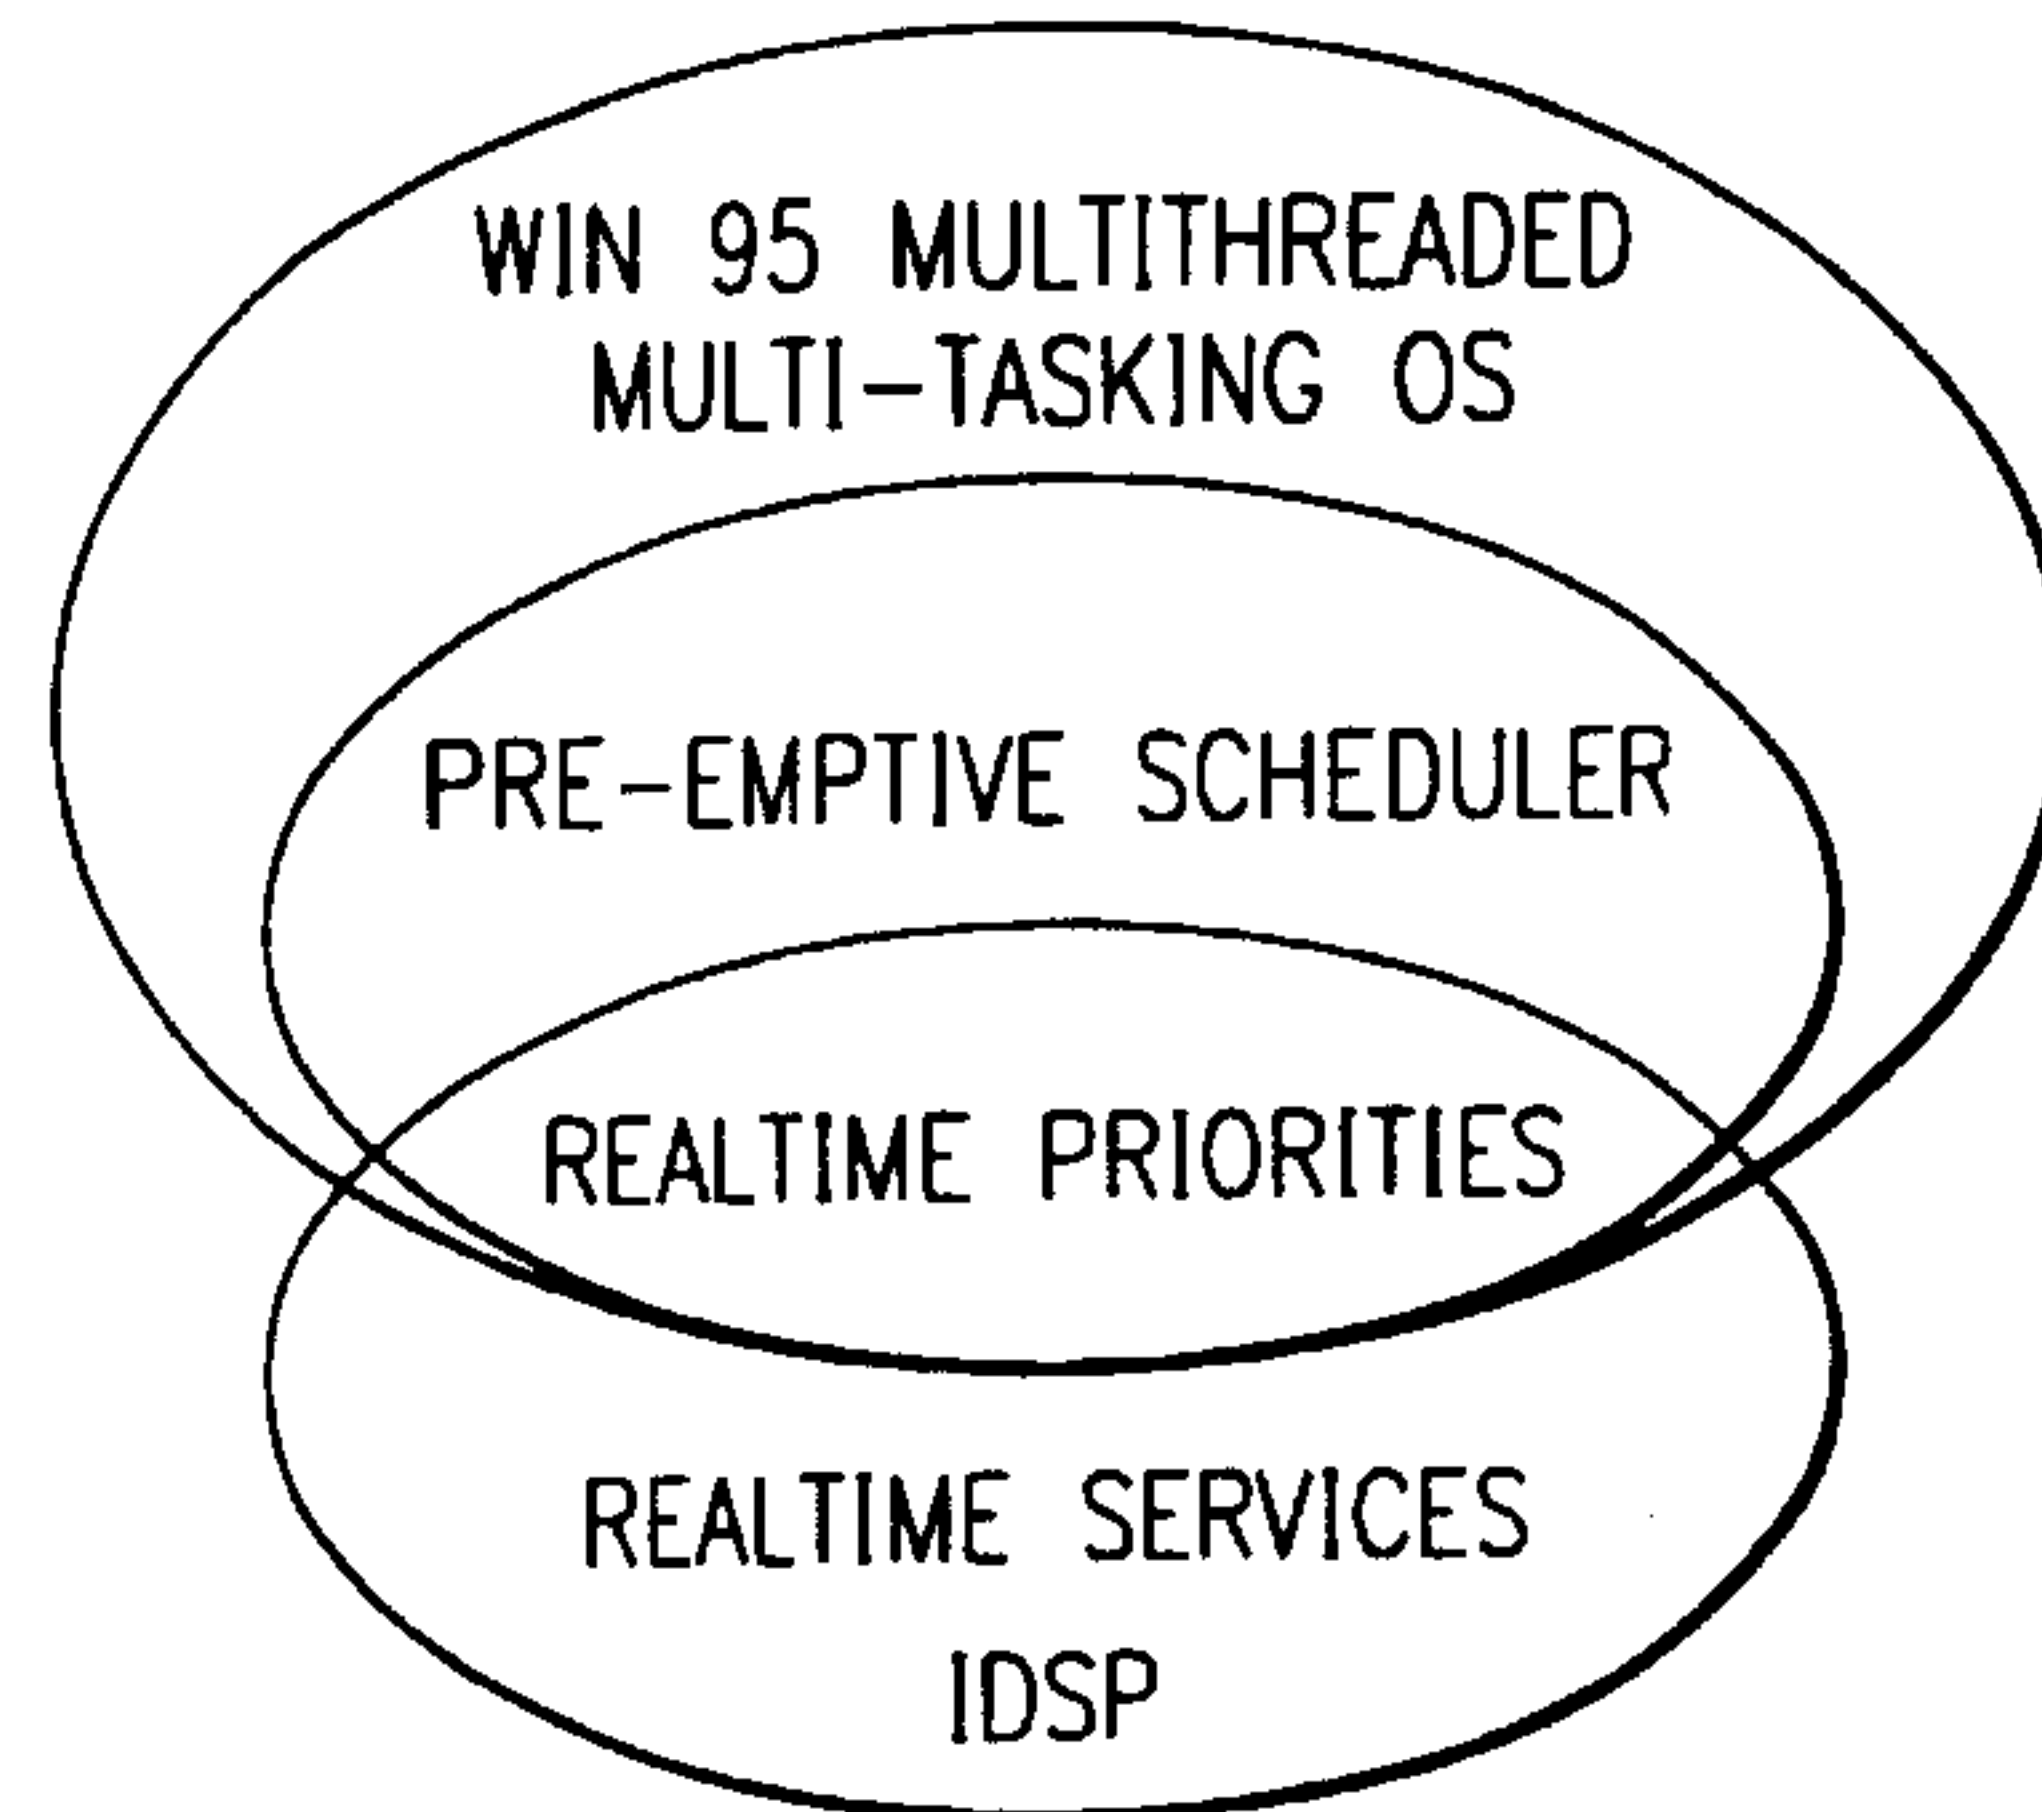 WIN 95 MULTITHREADED
MULTI-TASKING OS
PRE-EMPTIVE SCHEDULER
REALTIME PRIORITIES
REALTIME SERVICES
IDSP